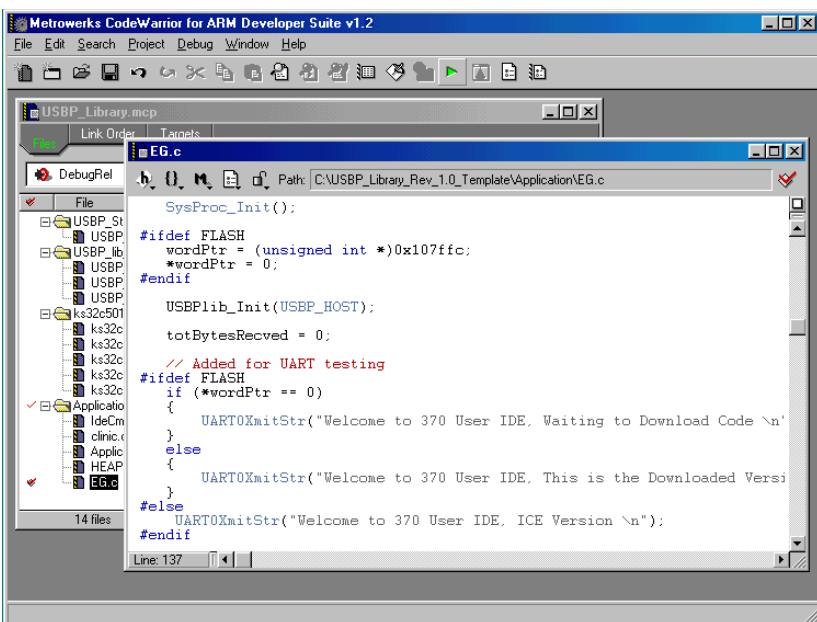 Metrowerks CodeWarrior for ARM Developer Suite v1.2
File Edit Search Project Debug Window Help
USBP_Library.mcp
Files Link Order Targets
DebugRel
File
USBP_St
USBP_
USBP_lib
USBP_
USBP_
USBP_
ks32c501
ks32c
ks32c
ks32c
ks32c
ks32c
Applicatio
IdeCm
clinic.c
Applic
HEAP
EG.c
14 files
EG.c
Path: C:\USBP_Library_Rev_1.0_Template\Application\EG.c
SysProc_Init();
#ifdef FLASH
wordPtr = (unsigned int *)0x107ffc;
*wordPtr = 0;
#endif
USBPlib_Init(USBP_HOST);
totBytesRecved = 0;
// Added for UART testing
#ifdef FLASH
if (*wordPtr == 0)
{
UART0XmitStr("Welcome to 370 User IDE, Waiting to Download Code \n"
}
else
{
UART0XmitStr("Welcome to 370 User IDE, This is the Downloaded Versi
}
#else
UART0XmitStr("Welcome to 370 User IDE, ICE Version \n");
#endif
Line: 137